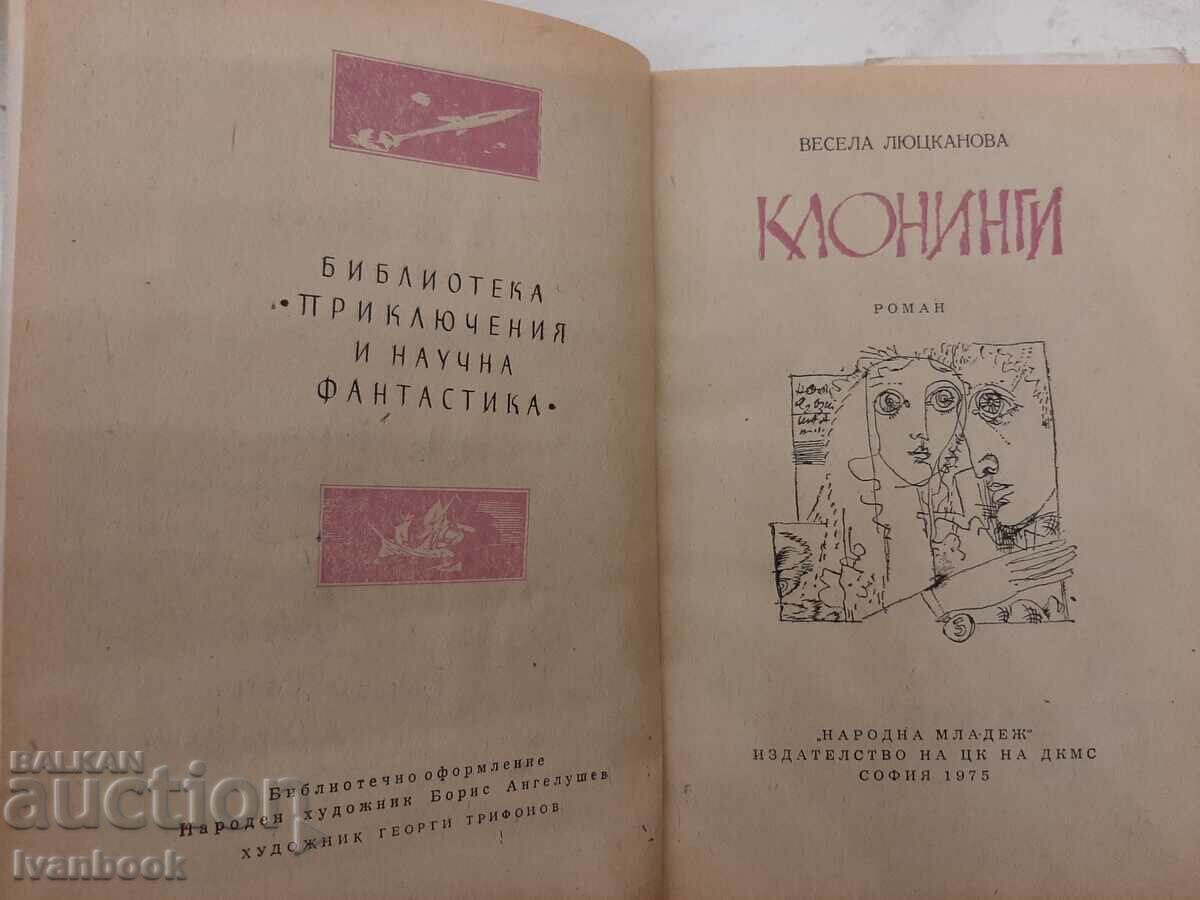 БИБЛИОТЕКА
•ПРИКЛЮЧЕНИЯ
И НАУЧНА
ФАНТАСТИКА•
Библиотечно оформление
Народен художник Борис Ангелушев
ХУДОЖНИК ГЕОРГИ ТРИФОНОВ
ВЕСЕЛА ЛЮЦКАНОВА
КЛОНИНГИ
РОМАН
5
„НАРОДНА МЛАДЕЖ“
ИЗДАТЕЛСТВО НА ЦК НА ДКМС
СОФИЯ 1975
BALKAN
auction
Ivanbook